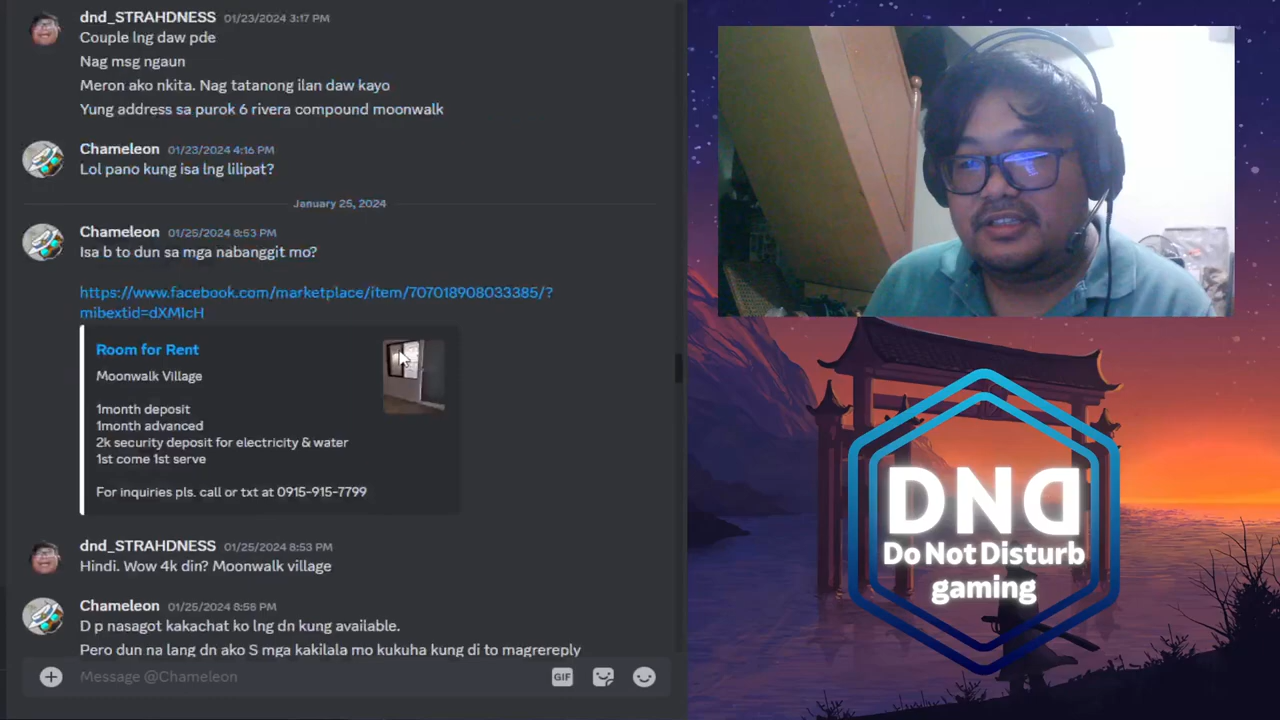 dnd_STRAHDNESS 01/23/2024 3:17 PM
Couple lng daw pde
Nag msg ngaun
Meron ako nkita. Nag tatanong ilan daw kayo
Yung address sa purok 6 rivera compound moonwalk
Chameleon 01/23/2024 4:16 PM
Lol pano kung isa lng lilipat?
January 25, 2024
Chameleon 01/25/2024 8:53 PM
Isa b to dun sa mga nabanggit mo?
https://www.facebook.com/marketplace/item/707018908033385/?
mibextid=dXMIcH
Room for Rent
Moonwalk Village
1month deposit
1month advanced
2k security deposit for electricity & water
1st come 1st serve
For inquiries pls. call or txt at 0915-915-7799
dnd_STRAHDNESS 01/25/2024 8:53 PM
Hindi. Wow 4k din? Moonwalk village
Chameleon 01/25/2024 8:56 PM
D p nasagot kakachat ko lng dn kung available.
Pero dun na lang dn ako S mga kakilala mo kukuha kung di to magrereply
Message @Chameleon
GIF
DND
Do Not Disturb
gaming